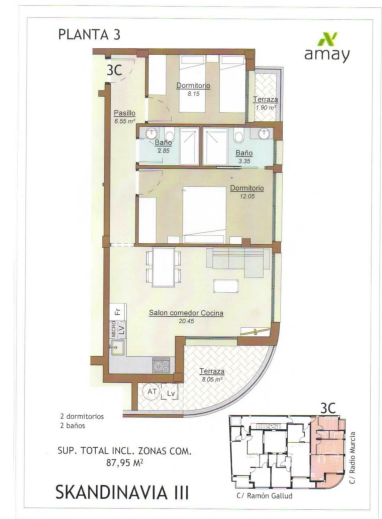 PLANTA 3
amay
3C
Dormitorio
8.15
Terraza
1.90 m²
Pasillo
6.55 m²
Baño
2.85
Baño
3.35
Dormitorio
12.05
Fr
MICRO
LV
Salon comedor Cocina
20.45
Terraza
8.05 m²
AT
Lv
2 dormitorios
2 baños
3C
SUP. TOTAL INCL. ZONAS COM.
87,95 M²
C/ Radio Murcia
C/ Ramón Gallud
SKANDINAVIA III